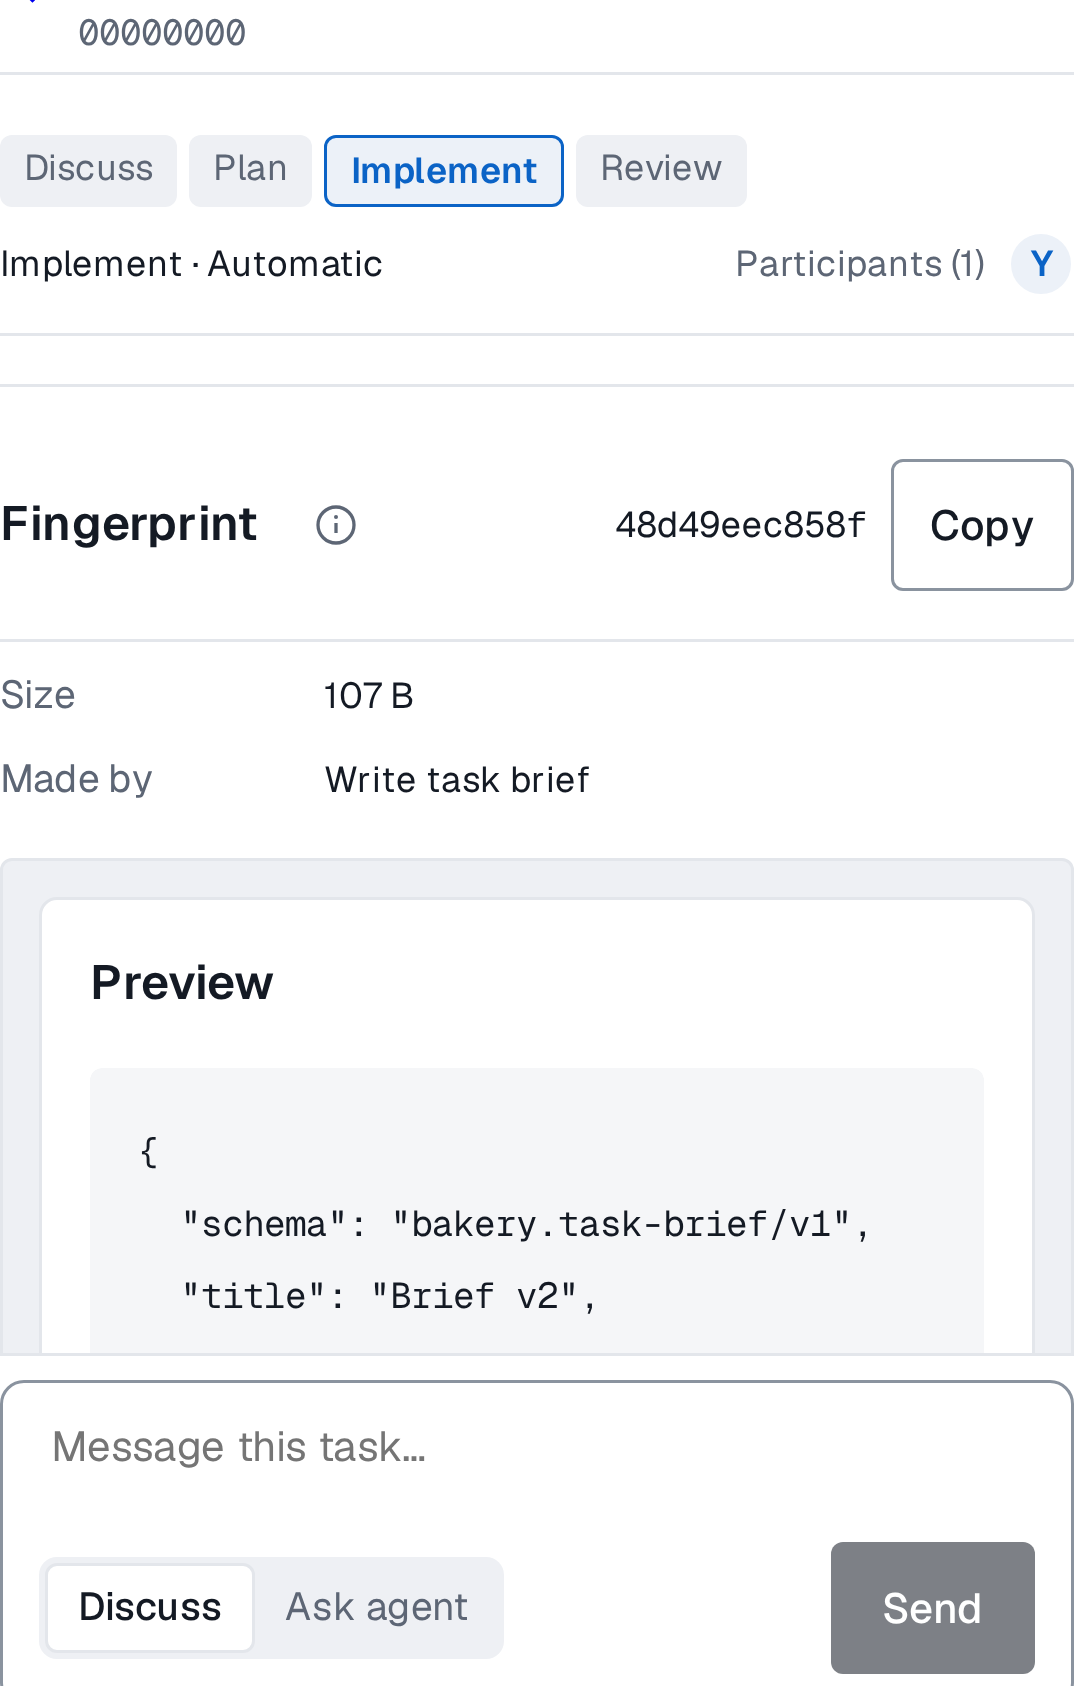 00000000
Discuss Plan Implement Review
Implement · Automatic Participants (1) Y
Fingerprint 48d49eec858f Copy
Size 107 B
Made by Write task brief
Preview
{
"schema": "bakery.task-brief/v1",
"title": "Brief v2",
Message this task…
Discuss Ask agent Send